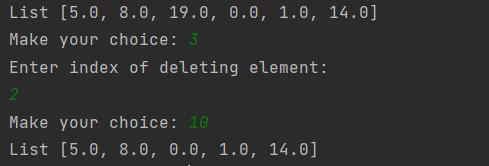 List [5.0, 8.0, 19.0, 0.0, 1.0, 14.0]
Make your choice: 3
Enter index of deleting element:
2
Make your choice: 10
List [5.0, 8.0, 0.0, 1.0, 14.0]